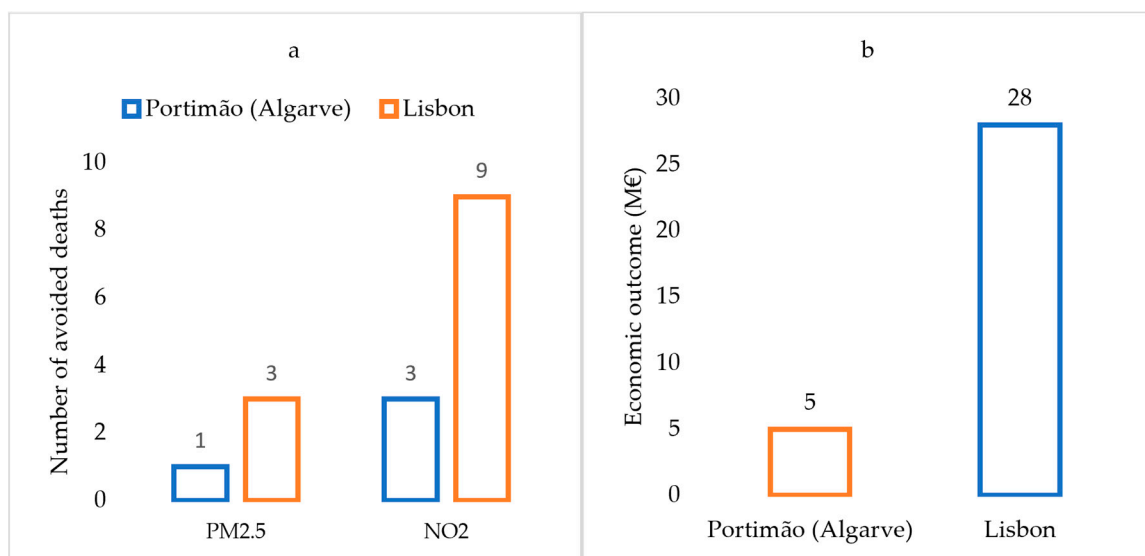 a
Portimão (Algarve) Lisbon
Number of avoided deaths
10
8
6
4
2
0
1
3
3
9
PM2.5 NO2
b
Economic outcome (M€)
30
25
20
15
10
5
0
5
28
Portimão (Algarve) Lisbon